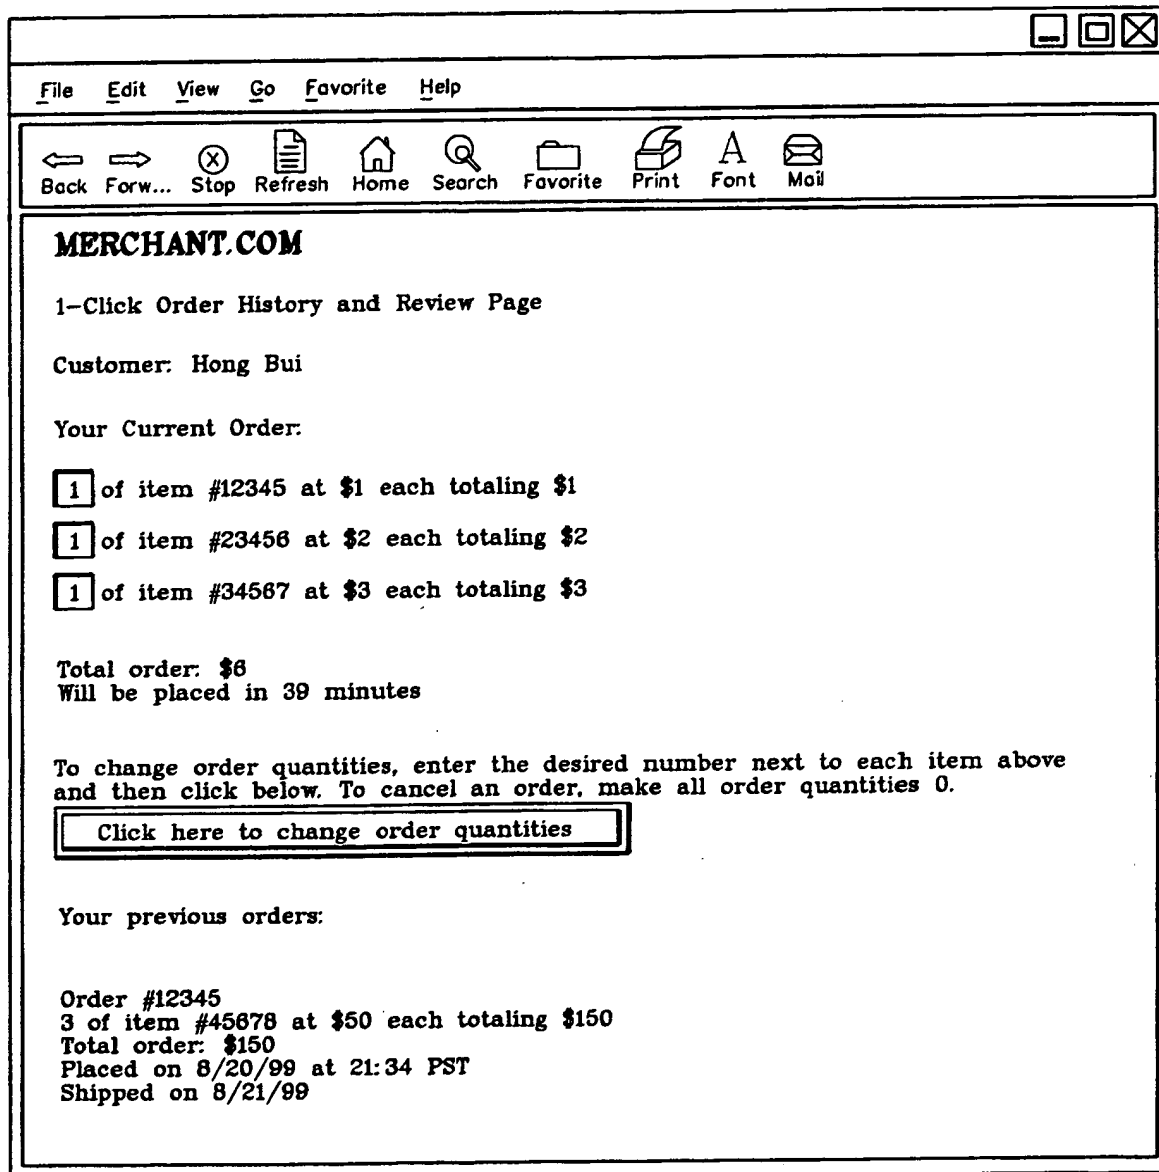 File Edit View Go Favorite Help
Back Forw... Stop Refresh Home Search Favorite Print Font Mail
MERCHANT.COM
1-Click Order History and Review Page
Customer: Hong Bui
Your Current Order:
1 of item #12345 at $1 each totaling $1
1 of item #23456 at $2 each totaling $2
1 of item #34567 at $3 each totaling $3
Total order: $6
Will be placed in 39 minutes
To change order quantities, enter the desired number next to each item above
and then click below. To cancel an order, make all order quantities 0.
Click here to change order quantities
Your previous orders:
Order #12345
3 of item #45678 at $50 each totaling $150
Total order: $150
Placed on 8/20/99 at 21:34 PST
Shipped on 8/21/99